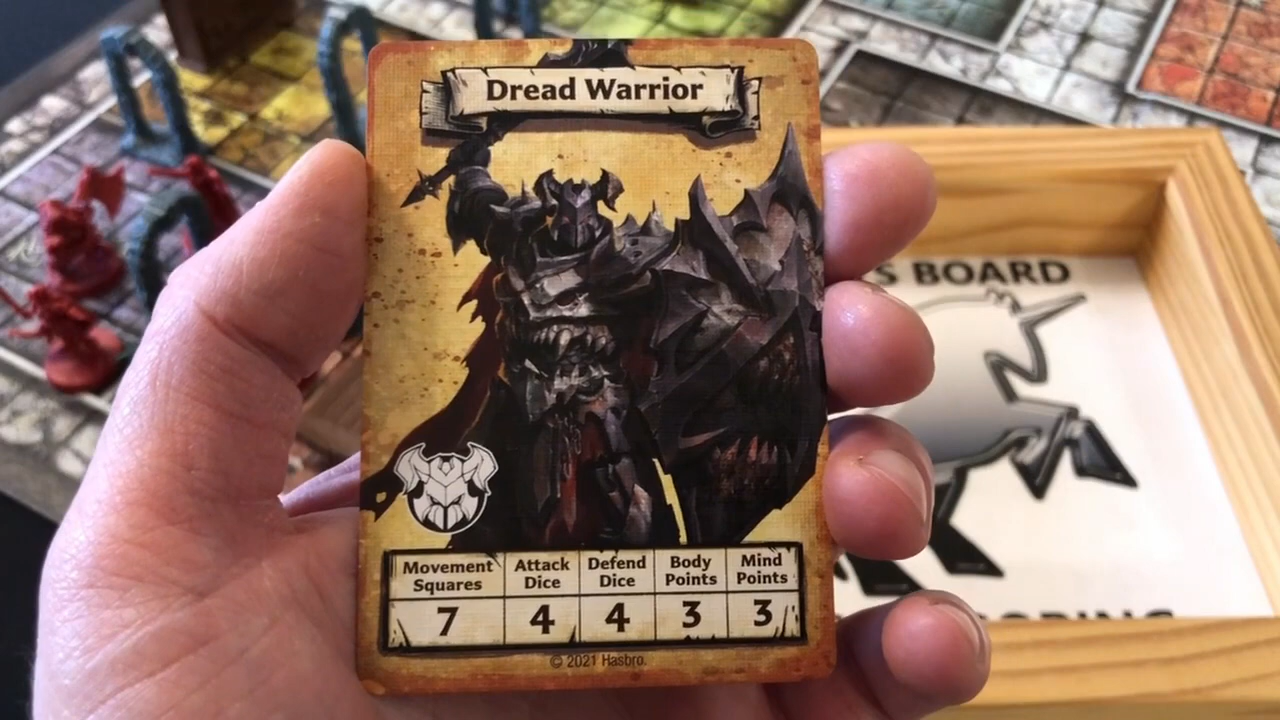 Dread Warrior
Movement Squares
Attack Dice
Defend Dice
Body Points
Mind Points
7 4 4 3 3
© 2021 Hasbro.
S BOARD